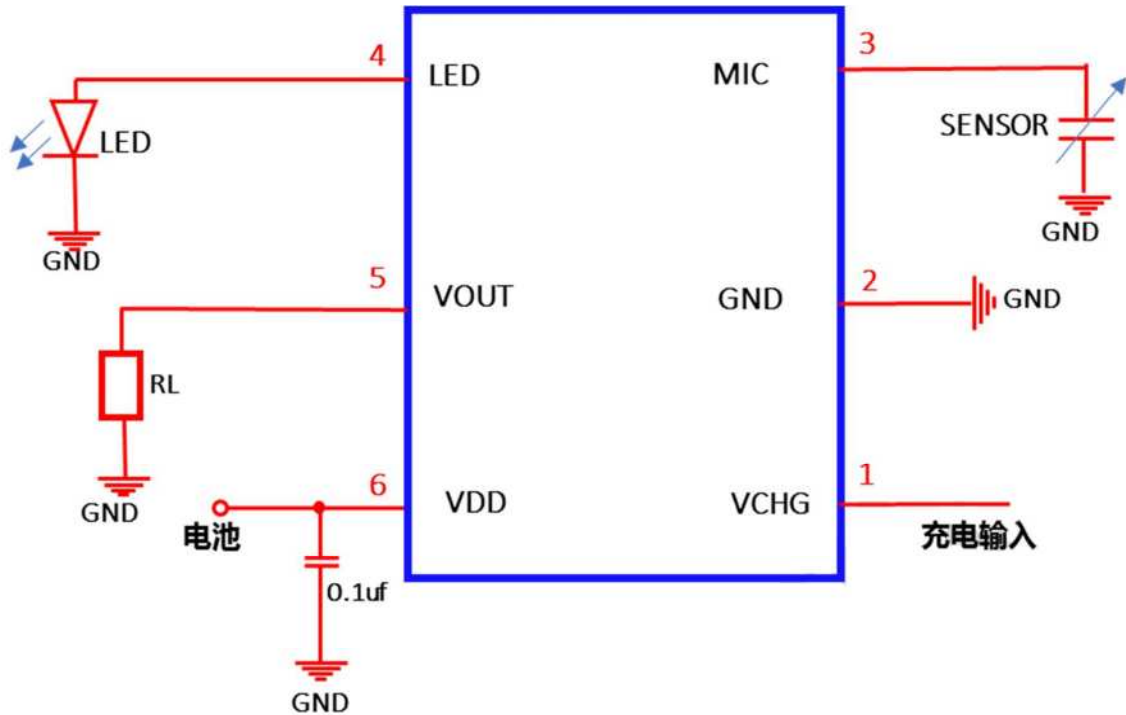 4
3
LED
MIC
LED
SENSOR
GND
GND
5
2
VOUT
GND
GND
RL
GND
6
1
VDD
VCHG
电池
充电输入
0.1uf
GND